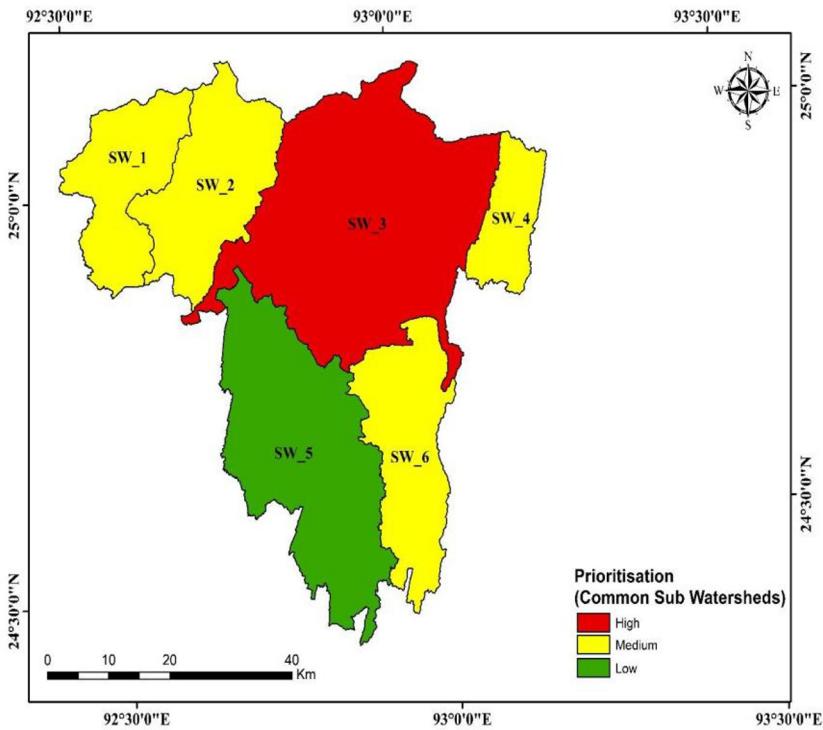 92°30'0"E 93°0'0"E 93°30'0"E
25°0'0"N
25°0'0"N
24°30'0"N
24°30'0"N
N
W E
S
SW_1
SW_2
SW_3
SW_4
SW_5
SW_6
Prioritisation
(Common Sub Watersheds)
High
Medium
Low
0 10 20 40
Km
92°30'0"E 93°0'0"E 93°30'0"E